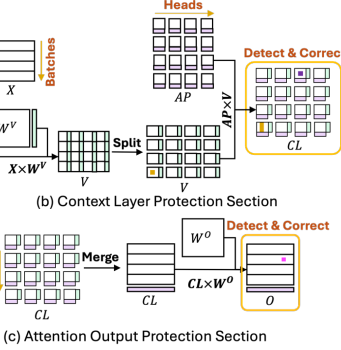 Heads
Batches
X
AP
Detect & Correc
W^V
AP×V
CL
X×W^V
V
Split
V
(b) Context Layer Protection Section
W^O
Detect & Correct
Merge
CL
CL
CL×W^O
O
(c) Attention Output Protection Section